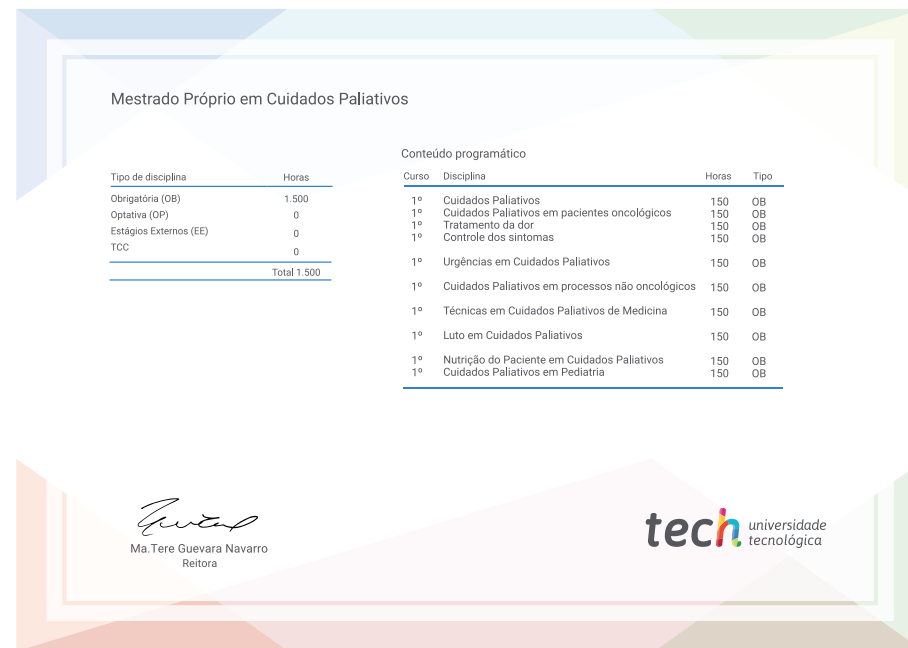 Mestrado Próprio em Cuidados Paliativos
Tipo de disciplina Horas
Obrigatória (OB) 1.500
Optativa (OP) 0
Estágios Externos (EE) 0
TCC 0
Total 1.500
Conteúdo programático
Curso Disciplina Horas Tipo
1º Cuidados Paliativos 150 OB
1º Cuidados Paliativos em pacientes oncológicos 150 OB
1º Tratamento da dor 150 OB
1º Controle dos sintomas 150 OB
1º Urgências em Cuidados Paliativos 150 OB
1º Cuidados Paliativos em processos não oncológicos 150 OB
1º Técnicas em Cuidados Paliativos de Medicina 150 OB
1º Luto em Cuidados Paliativos 150 OB
1º Nutrição do Paciente em Cuidados Paliativos 150 OB
1º Cuidados Paliativos em Pediatria 150 OB
Ma.Tere Guevara Navarro
Reitora
tech universidade
tecnológica